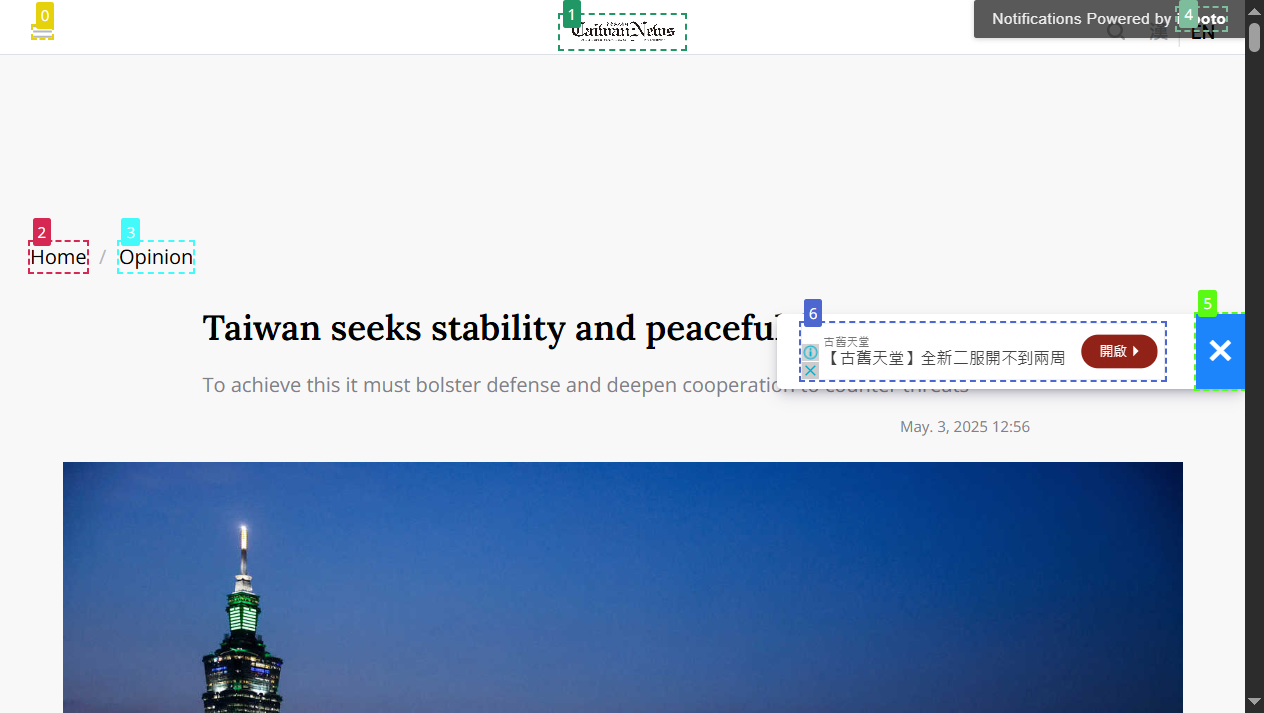 0
1
Taiwan News
Notifications Powered by
4
oto
漢
EN
2
3
Home / Opinion
5
6
Taiwan seeks stability and peaceful
古舊天堂
【古舊天堂】全新二服開不到兩周
開啟
To achieve this it must bolster defense and deepen cooperation to counter threats
May. 3, 2025 12:56